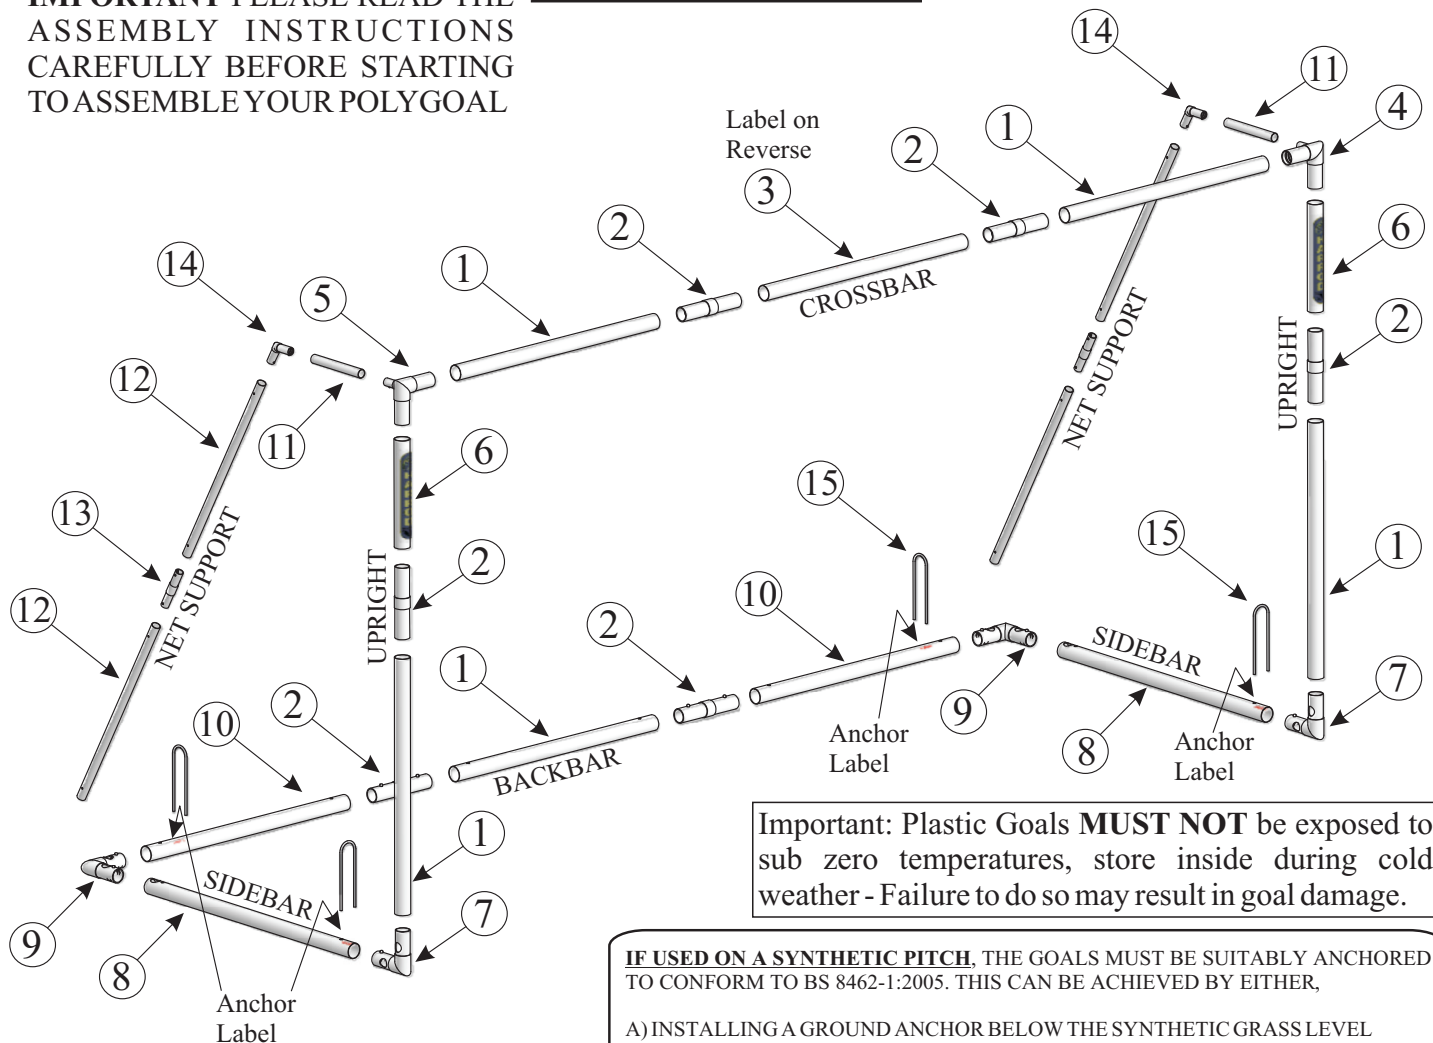 IMPORTANT PLEASE READ THE
ASSEMBLY INSTRUCTIONS
CAREFULLY BEFORE STARTING
TO ASSEMBLE YOUR POLYGOAL
14
11
4
Label on
Reverse
1
2
3
2
6
14
1
5
CROSSBAR
2
12
UPRIGHT
NET SUPPORT
11
6
15
13
NET SUPPORT
15
1
2
UPRIGHT
10
12
2
SIDEBAR
1
7
2
9
10
Anchor
Label
8
Anchor
Label
BACKBAR
1
SIDEBAR
7
9
8
Anchor
Label
Important: Plastic Goals MUST NOT be exposed to
sub zero temperatures, store inside during cold
weather - Failure to do so may result in goal damage.
IF USED ON A SYNTHETIC PITCH, THE GOALS MUST BE SUITABLY ANCHORED
TO CONFORM TO BS 8462-1:2005. THIS CAN BE ACHIEVED BY EITHER,
A) INSTALLING A GROUND ANCHOR BELOW THE SYNTHETIC GRASS LEVEL